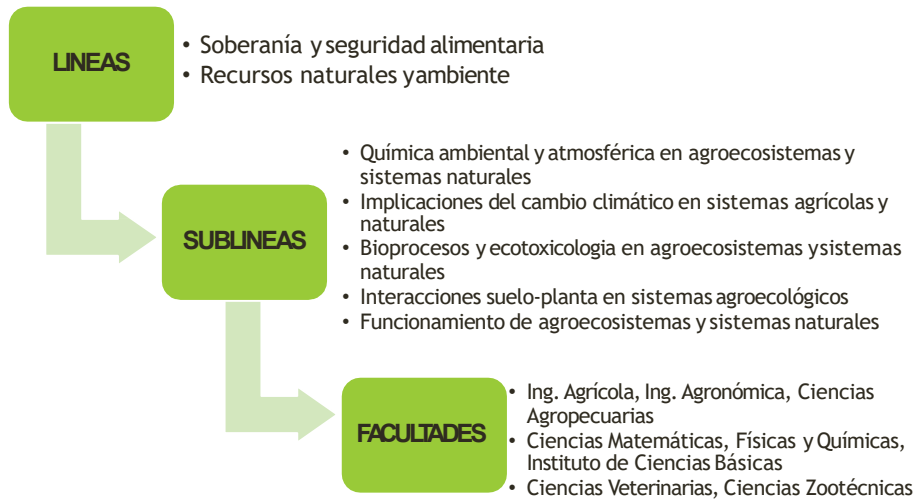 LINEAS
• Soberanía y seguridad alimentaria
• Recursos naturales y ambiente
SUBLINEAS
• Química ambiental y atmosférica en agroecosistemas y
sistemas naturales
• Implicaciones del cambio climático en sistemas agrícolas y
naturales
• Bioprocesos y ecotoxicologia en agroecosistemas y sistemas
naturales
• Interacciones suelo-planta en sistemas agroecológicos
• Funcionamiento de agroecosistemas y sistemas naturales
FACULTADES
• Ing. Agrícola, Ing. Agronómica, Ciencias
Agropecuarias
• Ciencias Matemáticas, Físicas y Químicas,
Instituto de Ciencias Básicas
• Ciencias Veterinarias, Ciencias Zootécnicas